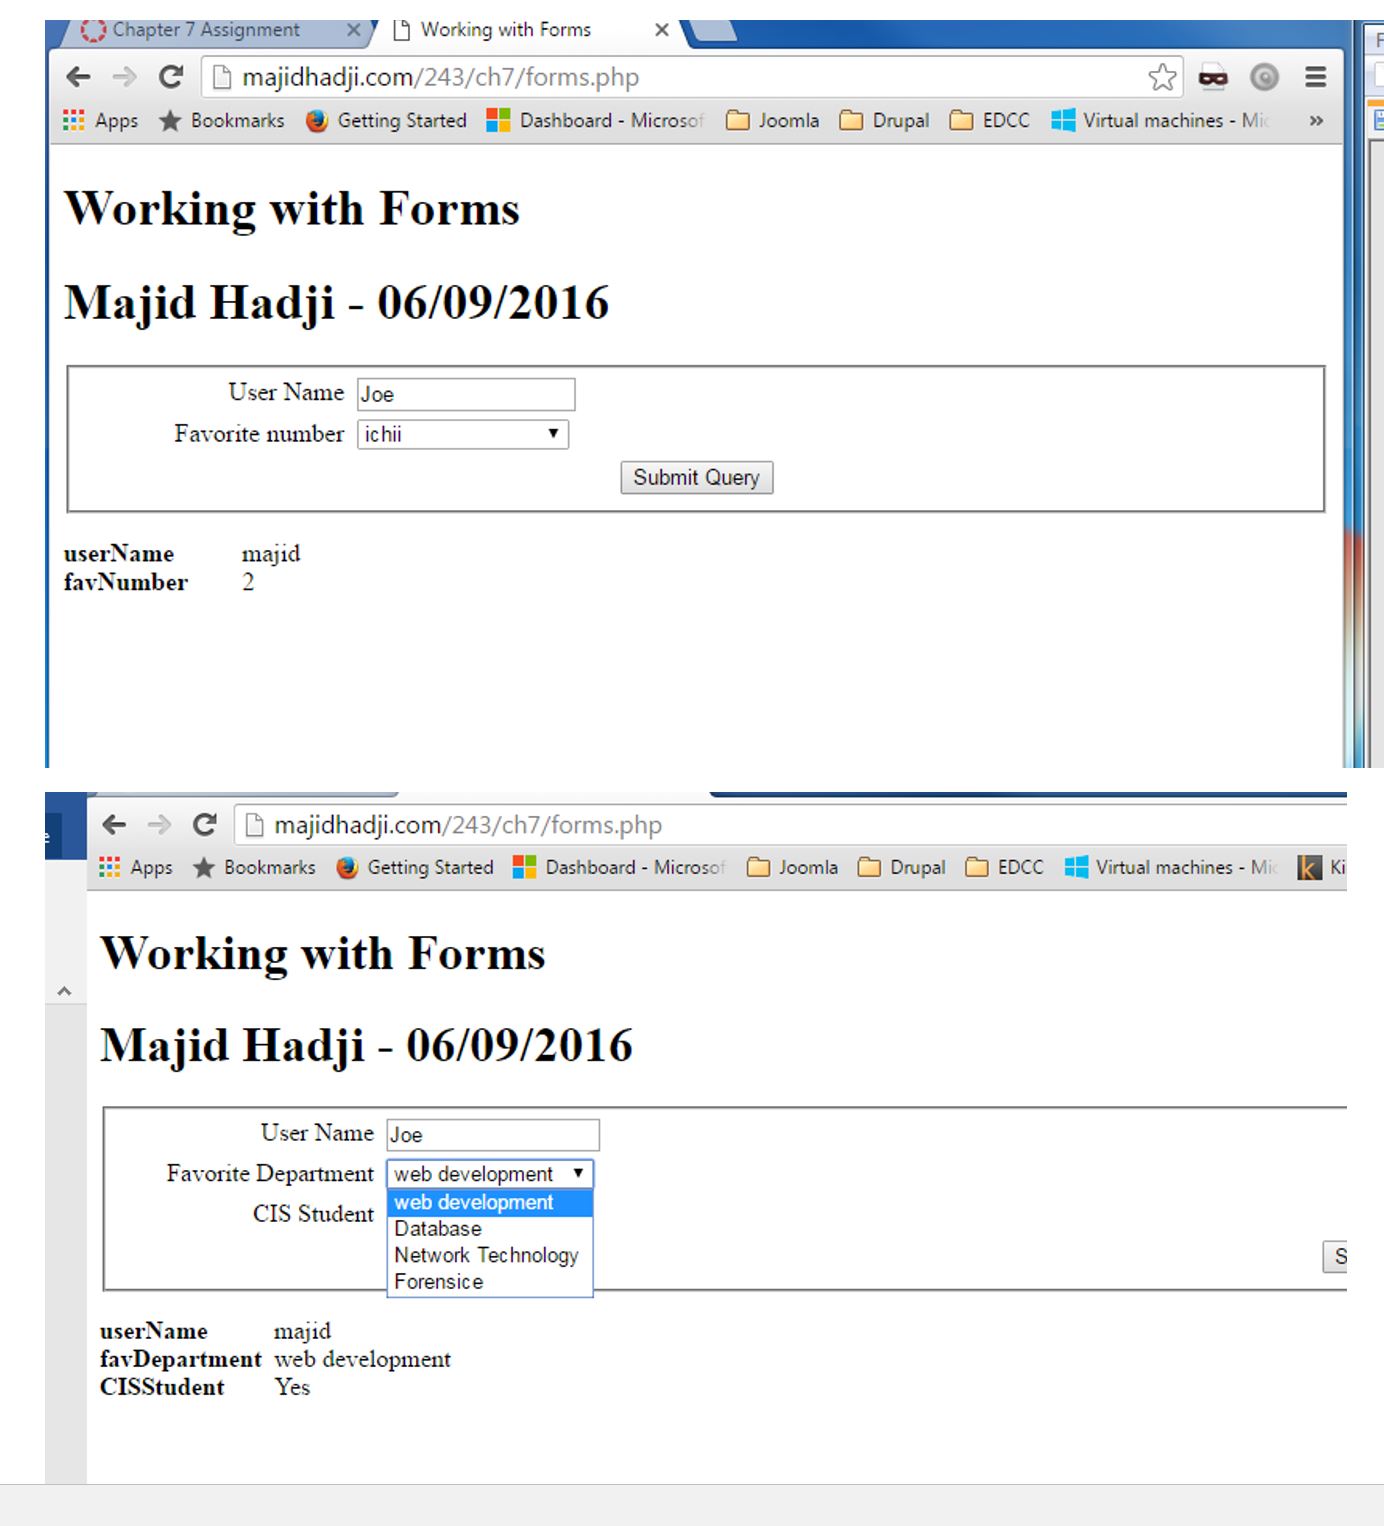 Chapter 7 Assignment Working with Forms
majidhadji.com/243/ch7/forms.php
Apps Bookmarks Getting Started Dashboard - Microsof Joomla Drupal EDCC Virtual machines - Mic »
Working with Forms
Majid Hadji - 06/09/2016
User Name Joe
Favorite number ichii
Submit Query
userName majid
favNumber 2
majidhadji.com/243/ch7/forms.php
Apps Bookmarks Getting Started Dashboard - Microsof Joomla Drupal EDCC Virtual machines - Mic Ki
Working with Forms
Majid Hadji - 06/09/2016
User Name Joe
Favorite Department web development
web development
CIS Student
Database
Network Technology
S
Forensice
userName majid
favDepartment web development
CISStudent Yes